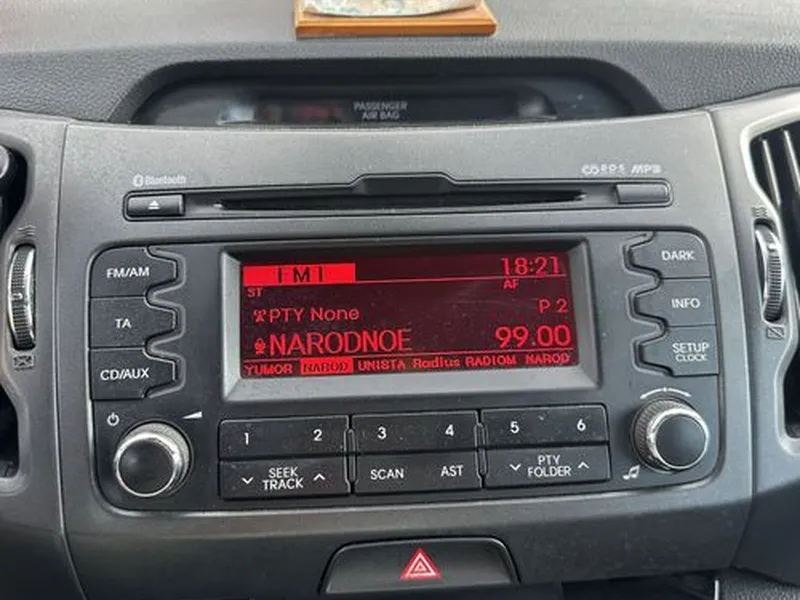 PASSENGER
AIR BAG
Bluetooth
MP3
FM/AM
TA
CD/AUX
FM1 18:21
ST AF
PTY None P 2
NARODNOE 99.00
YUMOR NAROD UNISTA Radius RADIOM NAROD
DARK
INFO
SETUP
CLOCK
1 2 3 4 5 6
SEEK
TRACK
SCAN AST
PTY
FOLDER